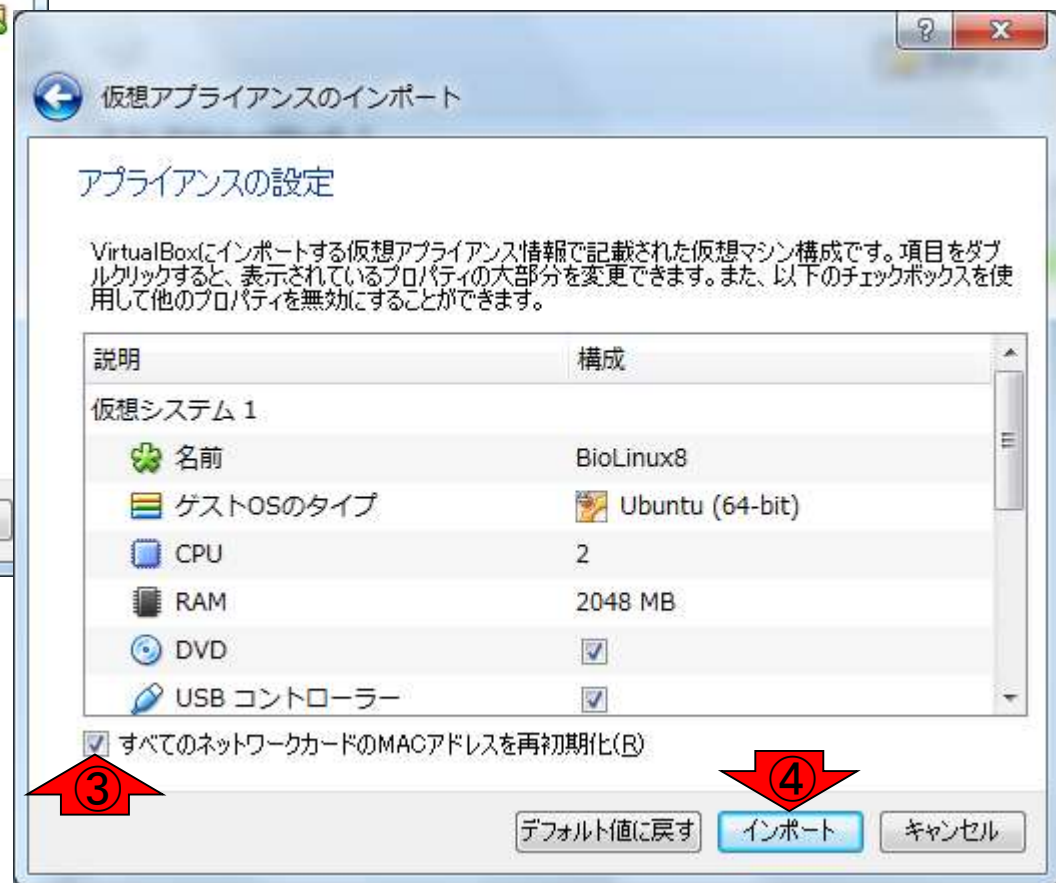 仮想アプライアンスのインポート
アプライアンスの設定
VirtualBoxにインポートする仮想アプライアンス情報で記載された仮想マシン構成です。項目をダブ
ルクリックすると、表示されているプロパティの大部分を変更できます。また、以下のチェックボックスを使
用して他のプロパティを無効にすることができます。
説明 構成
仮想システム 1
名前 BioLinux8
ゲストOSのタイプ Ubuntu (64-bit)
CPU 2
RAM 2048 MB
DVD
USB コントローラー
すべてのネットワークカードのMACアドレスを再初期化(R)
③ ④
デフォルト値に戻す インポート キャンセル